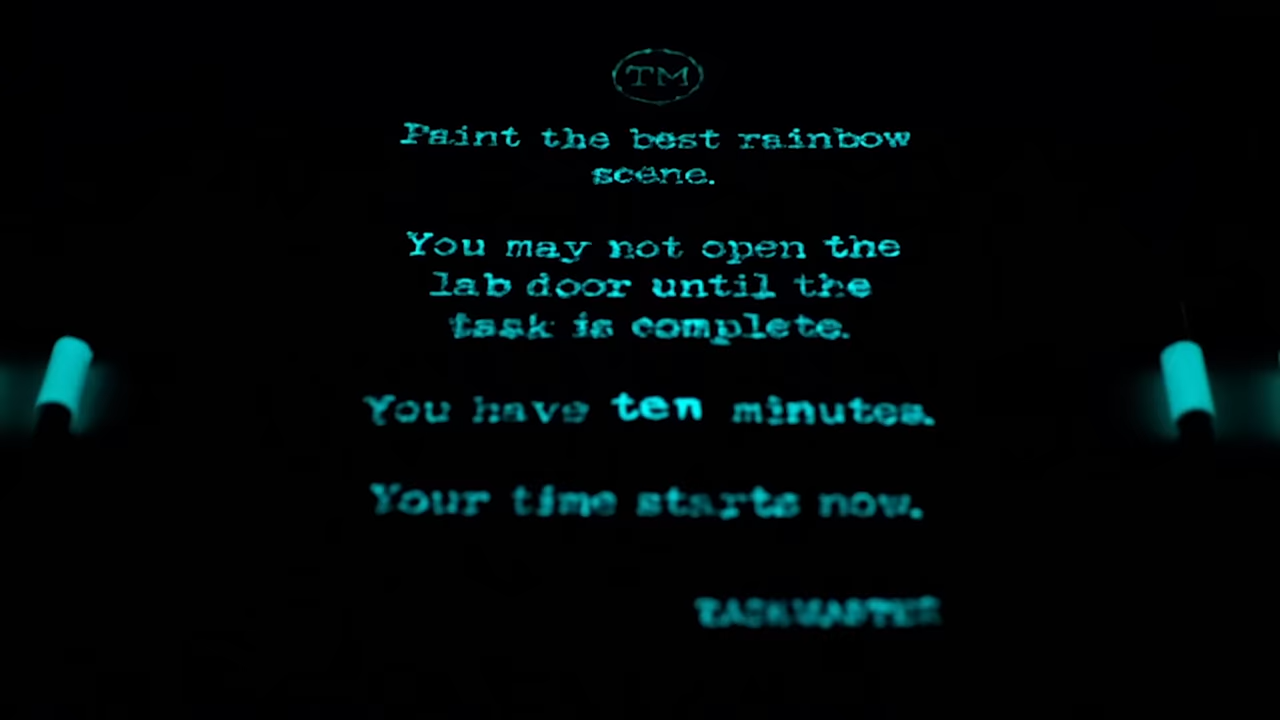 TM
Paint the best rainbow
scene.
You may not open the
lab door until the
task is complete.
You have ten minutes.
Your time starts now.
TASKMASTER